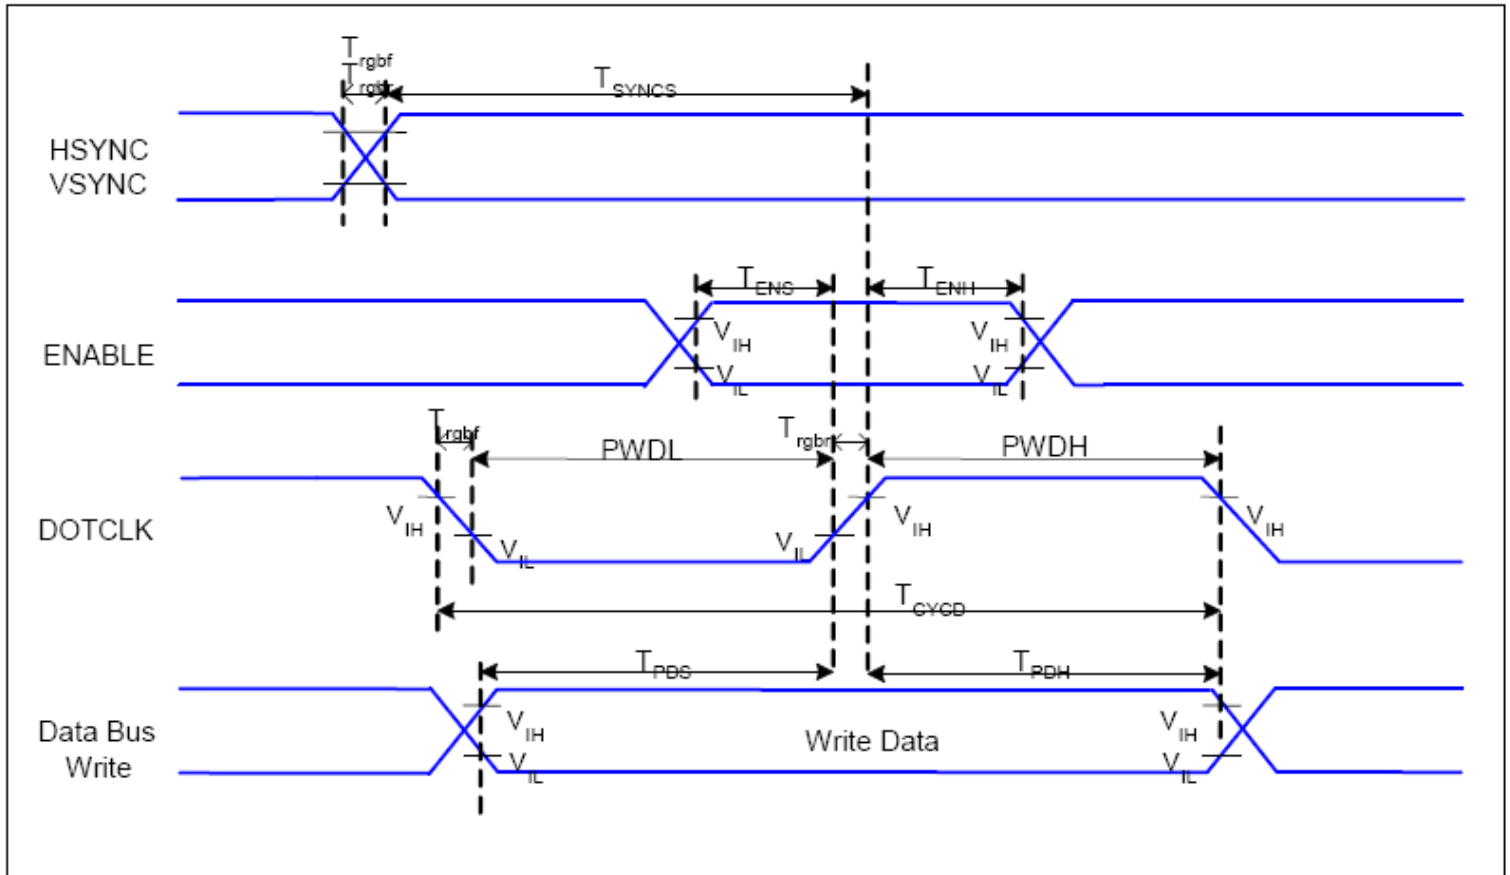 Trgbf
Trgbr
TSYNCS
HSYNC
VSYNC
TENS
TENH
VIH
VIH
ENABLE
VIL
VIL
Trgbf
PWDL
Trgbr
PWDH
VIH
VIH
VIH
DOTCLK
VIL
VIL
TCYCD
TPDS
TPDH
VIH
VIH
Data Bus
Write Data
Write
VIL
VIL